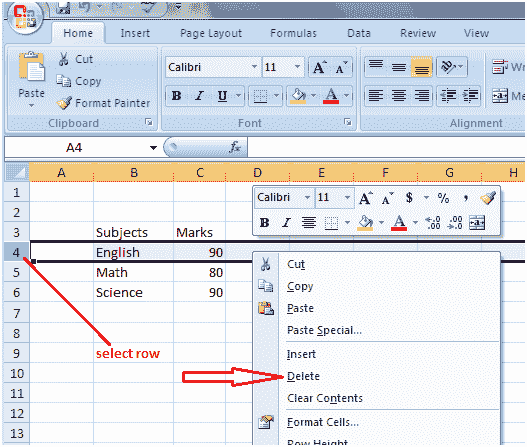 Home Insert Page Layout Formulas Data Review View
Cut
Copy
Format Painter
Paste
Calibri 11 A A
B I U A
Clipboard Font Alignment
A4 fx
A B C D E F G H
1
2
Calibri 11 A A $ % ,
B I A .00 .0
3 Subjects Marks
4 English 90
5 Math 80
6 Science 90
7
8
9 select row
10
11
12
13
Cut
Copy
Paste
Paste Special...
Insert
Delete
Clear Contents
Format Cells...
Row Height